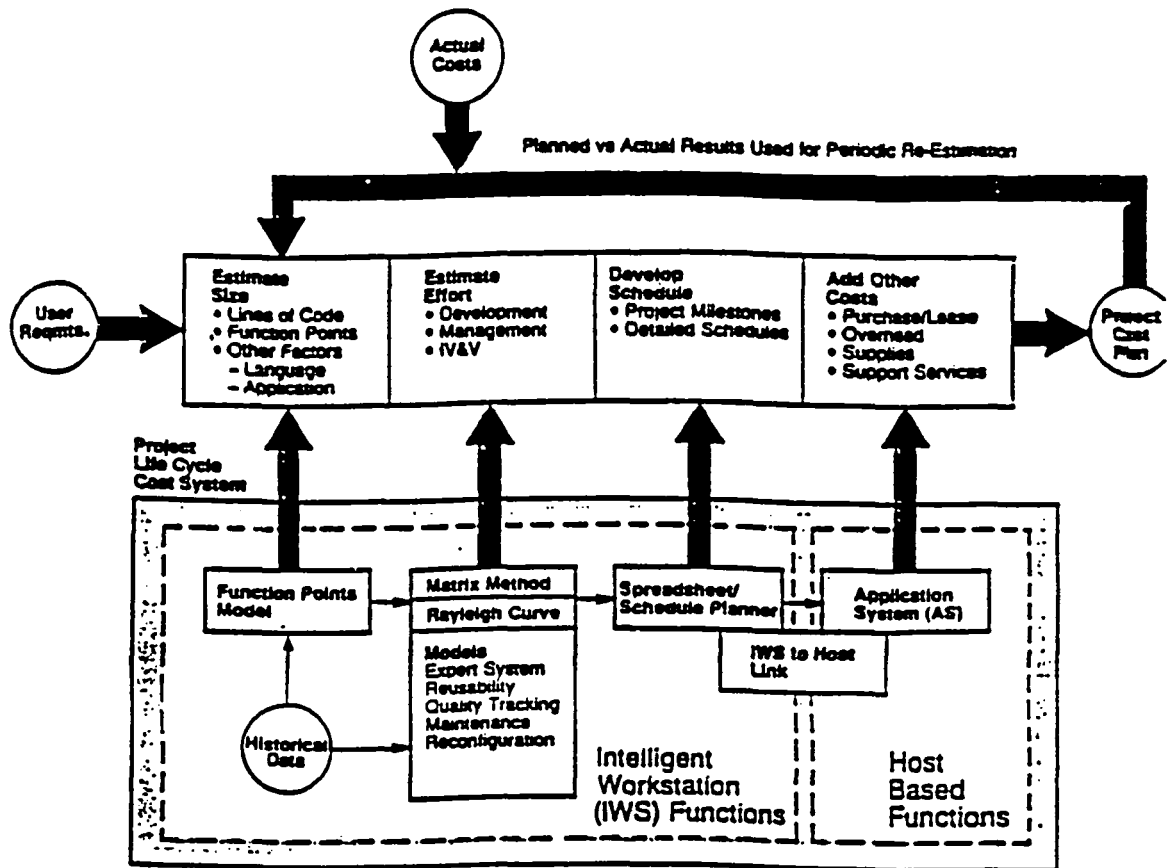 Actual
Costs
Planned vs Actual Results Used for Periodic Re-Estimation
User
Reqmts.
Estimate
Size
• Lines of Code
• Function Points
• Other Factors
– Language
– Application
Estimate
Effort
• Development
• Management
• IV&V
Develop
Schedule
• Project Milestones
• Detailed Schedules
Add Other
Costs
• Purchase/Lease
• Overhead
• Supplies
• Support Services
Project
Cost
Plan
Project
Life Cycle
Cost System
Function Points
Model
Matrix Method
Rayleigh Curve
Models
Expert System
Reusability
Quality Tracking
Maintenance
Reconfiguration
Spreadsheet/
Schedule Planner
Application
System (AS)
IWS to Host
Link
Historical
Data
Intelligent
Workstation
(IWS) Functions
Host
Based
Functions